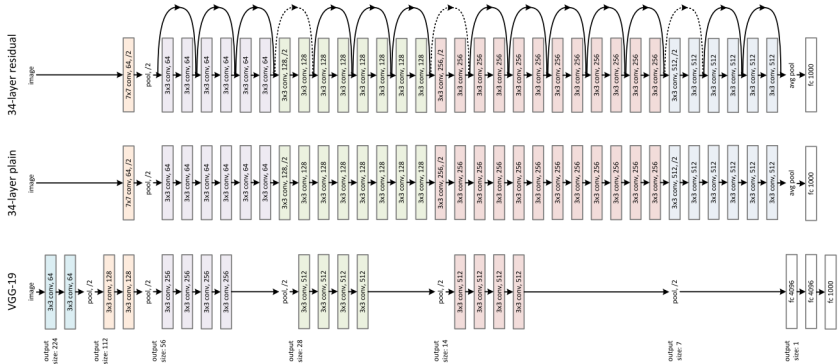 34-layer residual
image
7x7 conv, 64, /2
pool, /2
3x3 conv, 64
3x3 conv, 64
3x3 conv, 64
3x3 conv, 64
3x3 conv, 64
3x3 conv, 64
3x3 conv, 128, /2
3x3 conv, 128
3x3 conv, 128
3x3 conv, 128
3x3 conv, 128
3x3 conv, 128
3x3 conv, 128
3x3 conv, 128
3x3 conv, 256, /2
3x3 conv, 256
3x3 conv, 256
3x3 conv, 256
3x3 conv, 256
3x3 conv, 256
3x3 conv, 256
3x3 conv, 256
3x3 conv, 256
3x3 conv, 256
3x3 conv, 256
3x3 conv, 256
3x3 conv, 512, /2
3x3 conv, 512
3x3 conv, 512
3x3 conv, 512
3x3 conv, 512
3x3 conv, 512
avg pool
fc 1000
34-layer plain
image
7x7 conv, 64, /2
pool, /2
3x3 conv, 64
3x3 conv, 64
3x3 conv, 64
3x3 conv, 64
3x3 conv, 64
3x3 conv, 64
3x3 conv, 128, /2
3x3 conv, 128
3x3 conv, 128
3x3 conv, 128
3x3 conv, 128
3x3 conv, 128
3x3 conv, 128
3x3 conv, 128
3x3 conv, 256, /2
3x3 conv, 256
3x3 conv, 256
3x3 conv, 256
3x3 conv, 256
3x3 conv, 256
3x3 conv, 256
3x3 conv, 256
3x3 conv, 256
3x3 conv, 256
3x3 conv, 256
3x3 conv, 256
3x3 conv, 512, /2
3x3 conv, 512
3x3 conv, 512
3x3 conv, 512
3x3 conv, 512
3x3 conv, 512
avg pool
fc 1000
VGG-19
image
3x3 conv, 64
3x3 conv, 64
pool, /2
3x3 conv, 128
3x3 conv, 128
pool, /2
3x3 conv, 256
3x3 conv, 256
3x3 conv, 256
3x3 conv, 256
pool, /2
3x3 conv, 512
3x3 conv, 512
3x3 conv, 512
3x3 conv, 512
pool, /2
3x3 conv, 512
3x3 conv, 512
3x3 conv, 512
3x3 conv, 512
pool, /2
fc 4096
fc 4096
fc 1000
output
size: 224
output
size: 112
output
size: 56
output
size: 28
output
size: 14
output
size: 7
output
size: 1